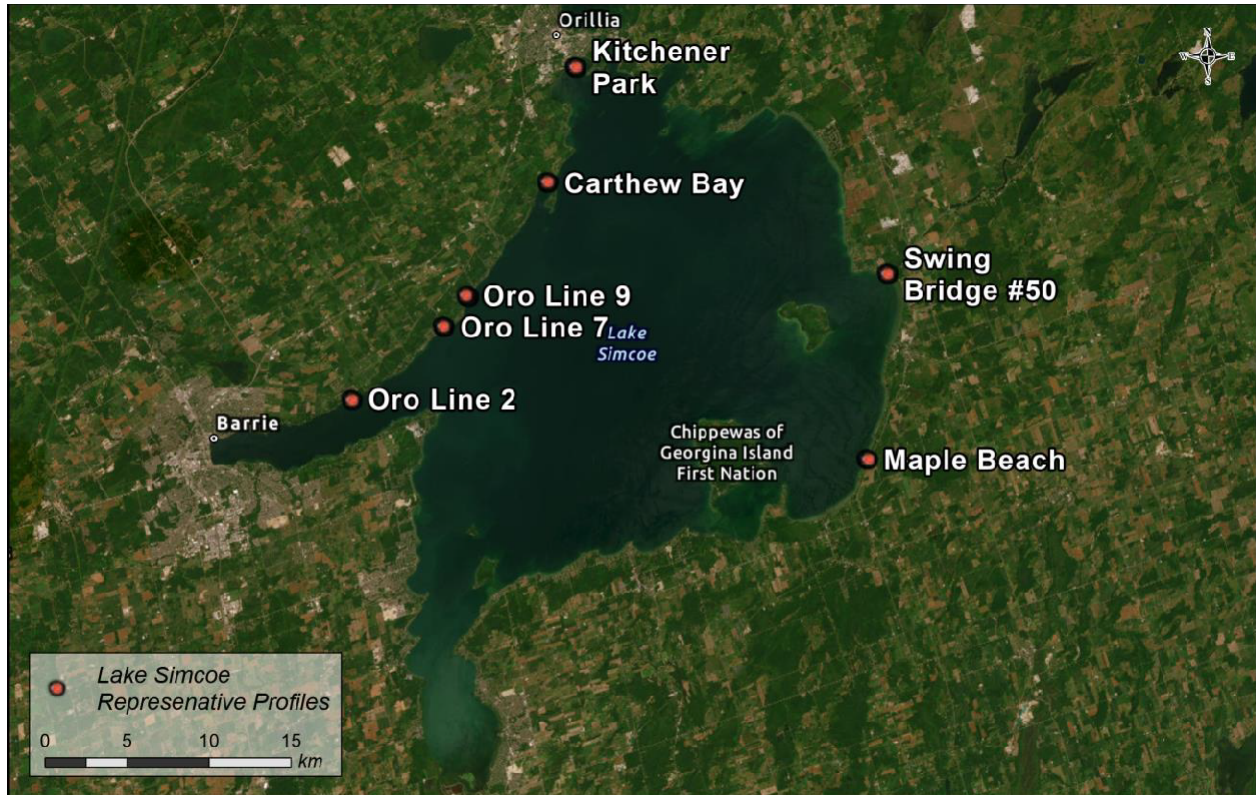 Orillia
Kitchener
Park
N
W E
S
Carthew Bay
Swing
Bridge #50
Oro Line 9
Oro Line 7
Lake
Simcoe
Oro Line 2
Barrie
Chippewas of
Georgina Island
First Nation
Maple Beach
Lake Simcoe
Represenative Profiles
0 5 10 15
km